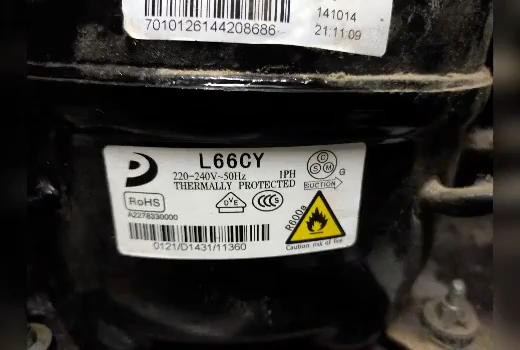 141014
7010126144208686
21.11.09
L66CY
220-240V~50Hz 1PH
THERMALLY PROTECTED
C
S M
G
SUCTION
RoHS
A2278330000
R600a
0121/D1431/11360
Caution risk of fire